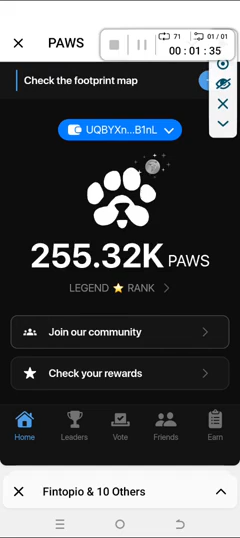 PAWS
71
01 / 01
00 : 01 : 35
Check the footprint map
UQBYXn...B1nL
255.32K PAWS
LEGEND ⭐ RANK
Join our community
Check your rewards
Home
Leaders
Vote
Friends
Earn
Fintopio & 10 Others